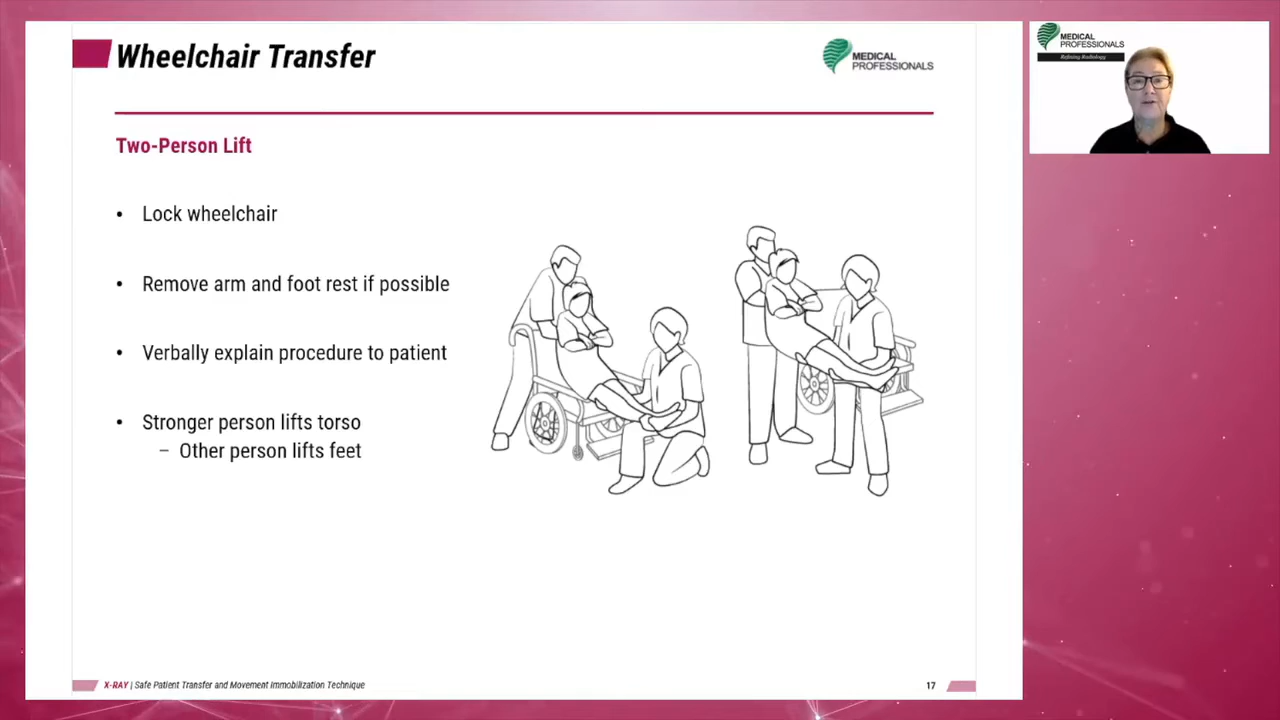 Wheelchair Transfer
MEDICAL
PROFESSIONALS
Two-Person Lift
• Lock wheelchair
• Remove arm and foot rest if possible
• Verbally explain procedure to patient
• Stronger person lifts torso
– Other person lifts feet
X-RAY | Safe Patient Transfer and Movement Immobilization Technique
17
MEDICAL
PROFESSIONALS
Refining Radiology